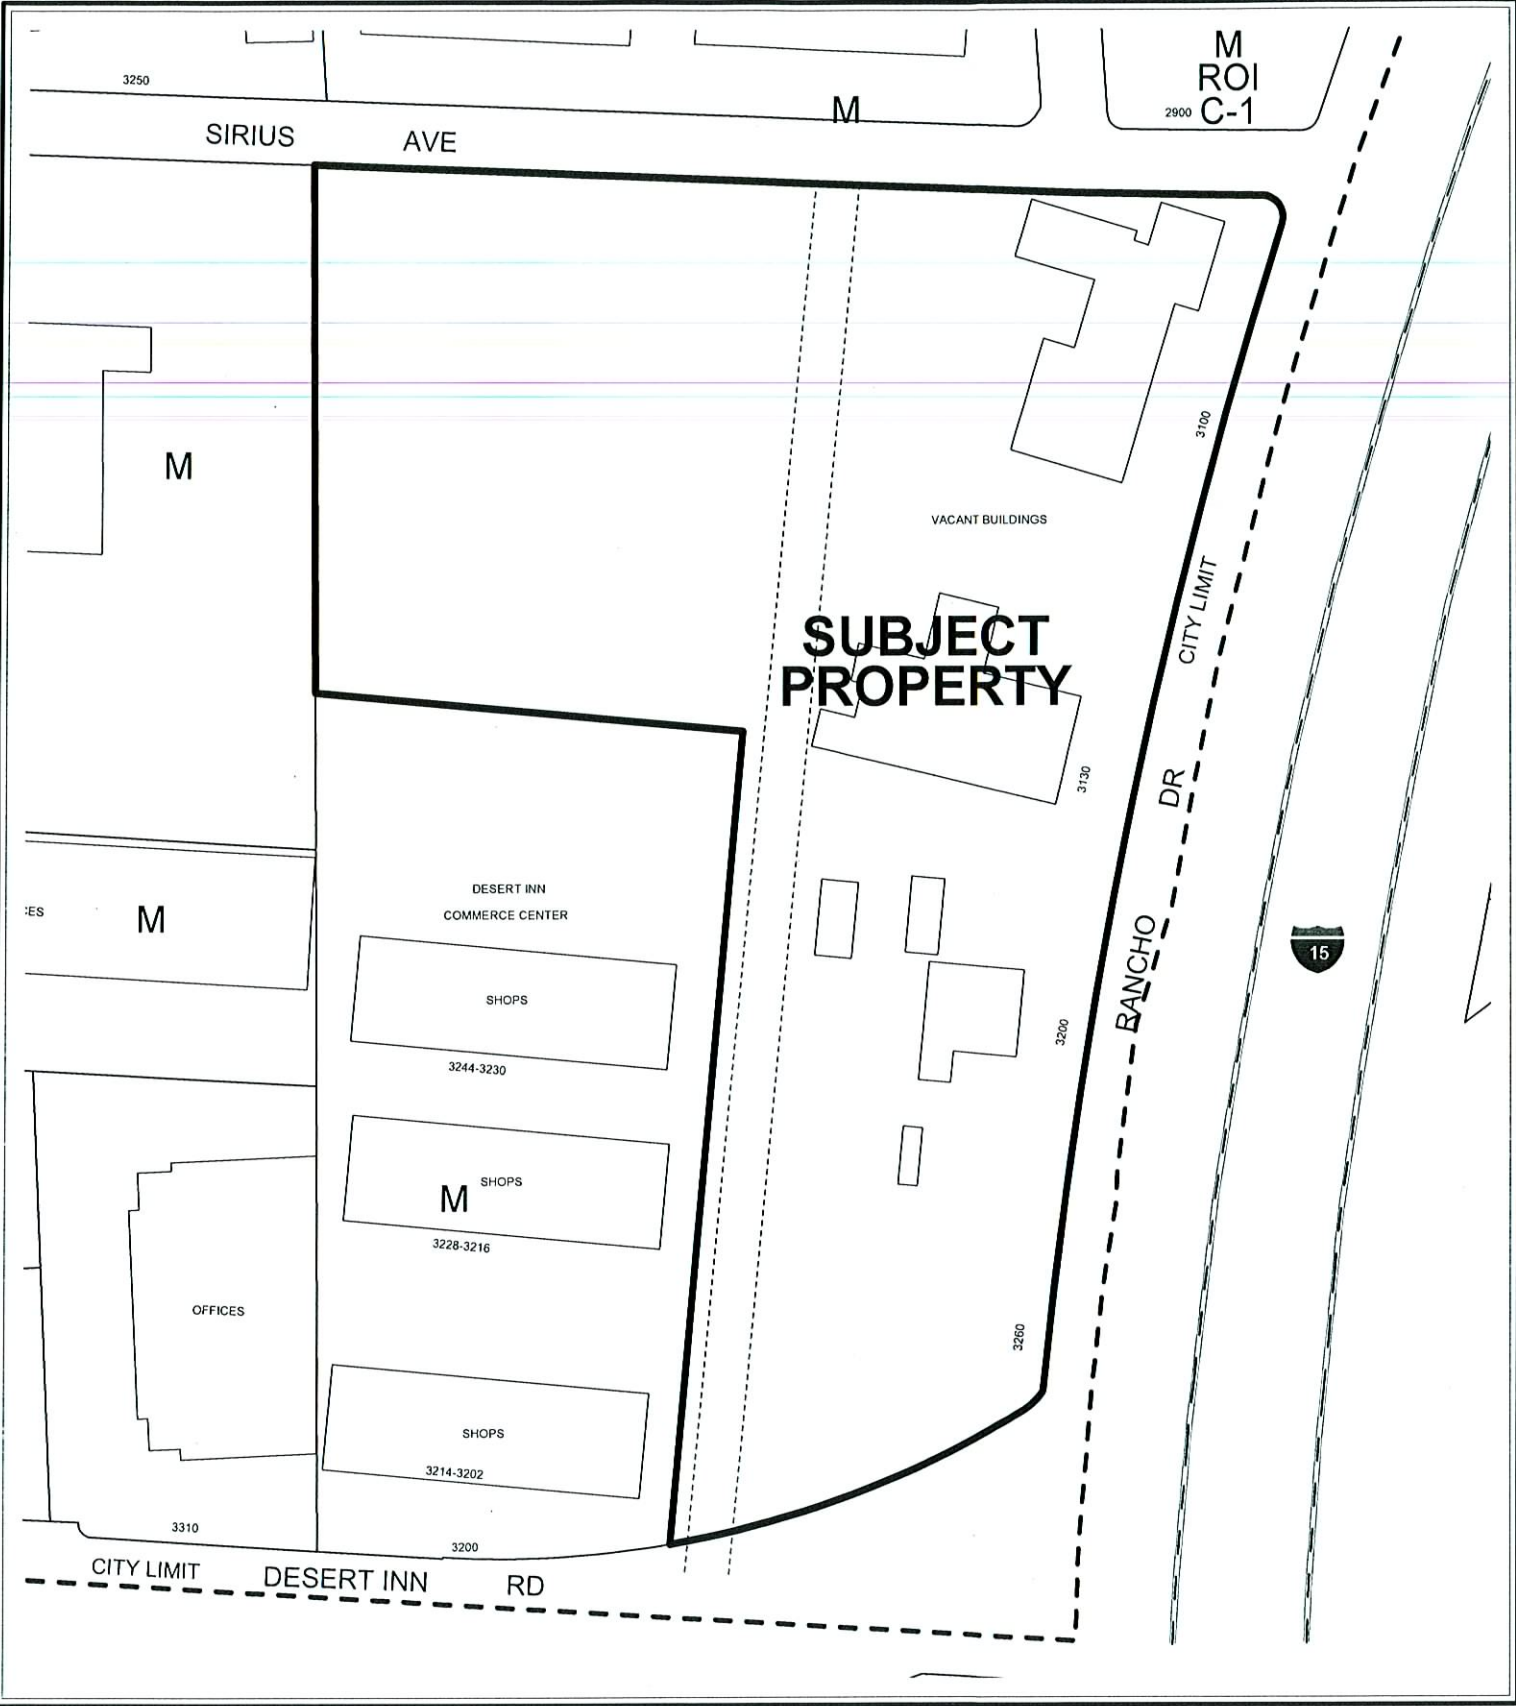 M
ROI
C-1
2900
3250
M
SIRIUS AVE
3100
M
VACANT BUILDINGS
CITY LIMIT
SUBJECT
PROPERTY
3130
DR
DESERT INN
COMMERCE CENTER
M
RANCHO
15
SHOPS
3200
3244-3230
SHOPS
M
3228-3216
OFFICES
3260
SHOPS
3214-3202
3310
3200
CITY LIMIT
DESERT INN RD